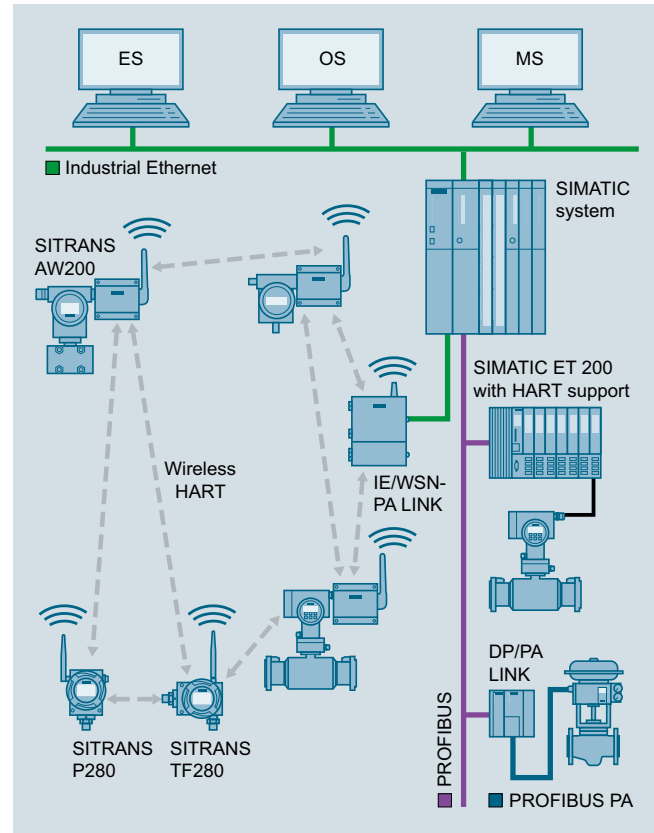 ES
OS
MS
Industrial Ethernet
SIMATIC
system
SITRANS
AW200
SIMATIC ET 200
with HART support
Wireless
HART
IE/WSN-
PA LINK
DP/PA
LINK
SITRANS
P280
SITRANS
TF280
PROFIBUS
PROFIBUS PA